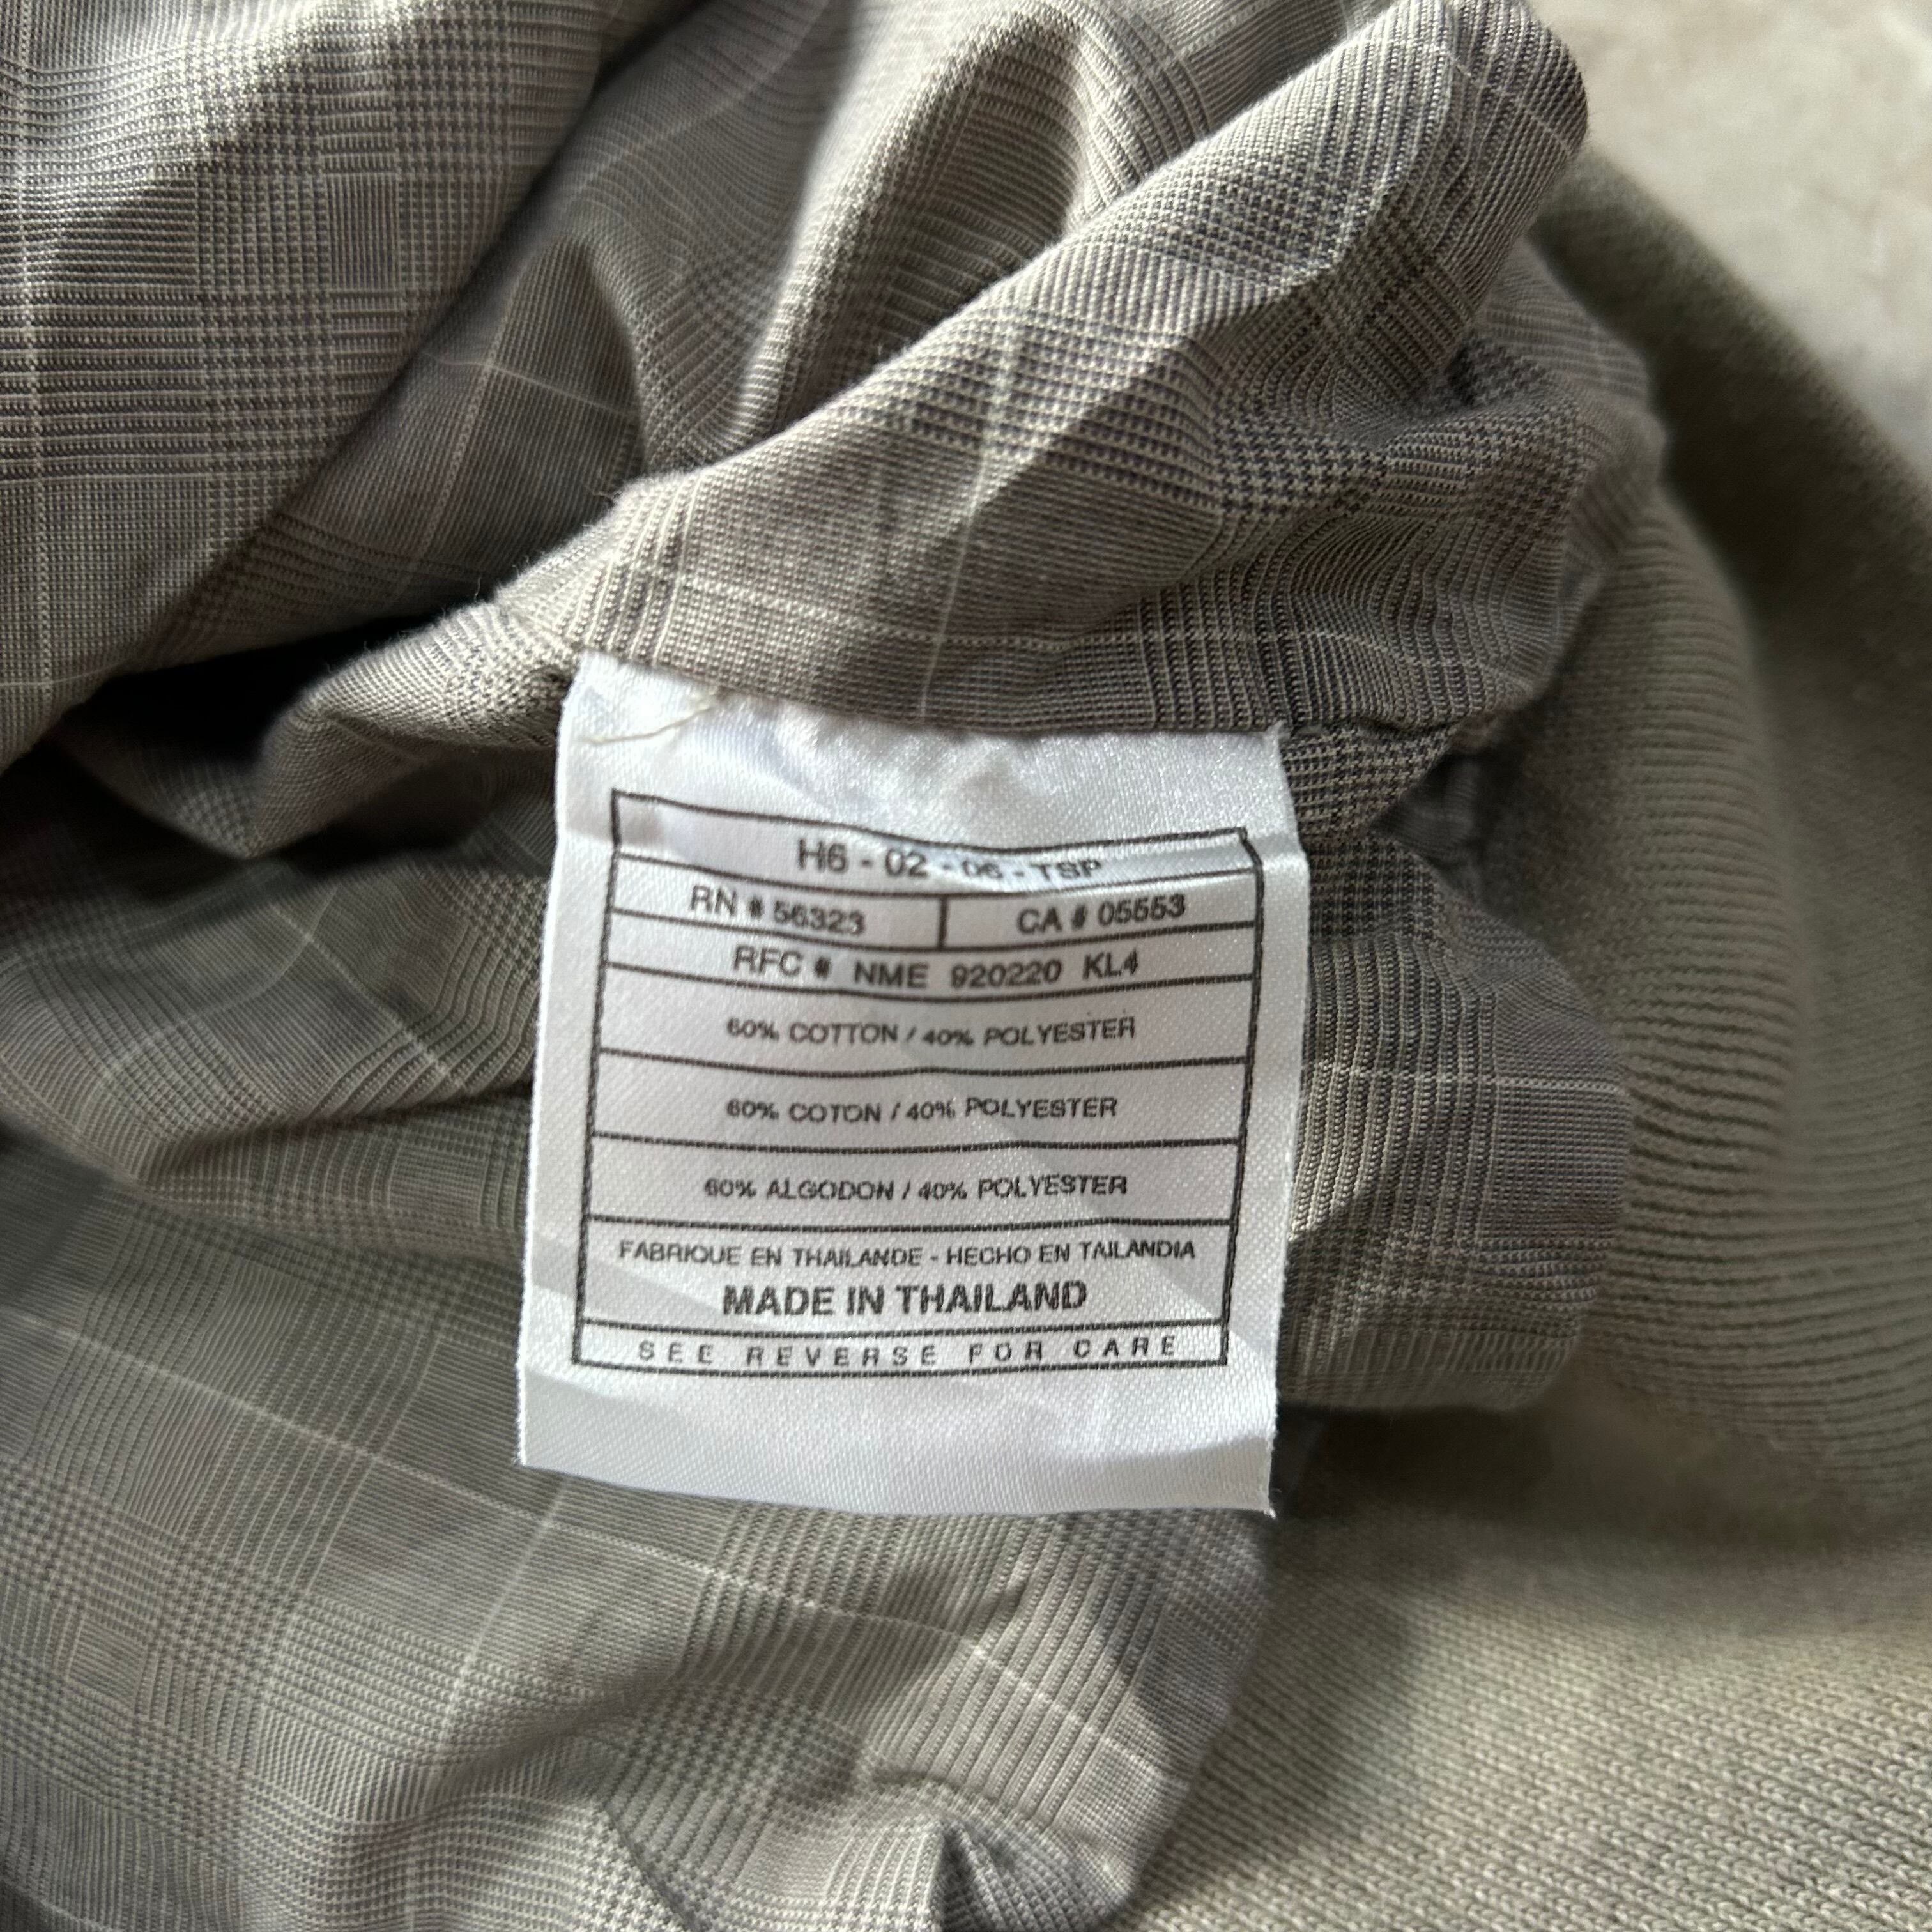 H6 - 02 - 06 - TSP
RN # 56323 CA # 05553
RFC # NME 920220 KL4
60% COTTON / 40% POLYESTER
60% COTON / 40% POLYESTER
60% ALGODON / 40% POLYESTER
FABRIQUE EN THAILANDE - HECHO EN TAILANDIA
MADE IN THAILAND
SEE REVERSE FOR CARE